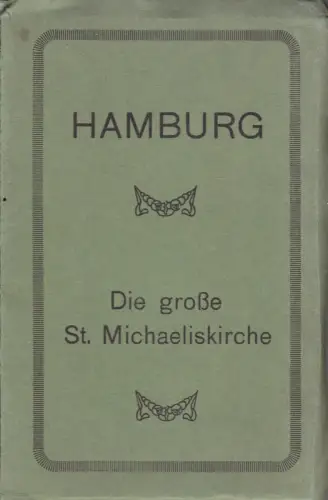 HAMBURG
Die große
St. Michaeliskirche